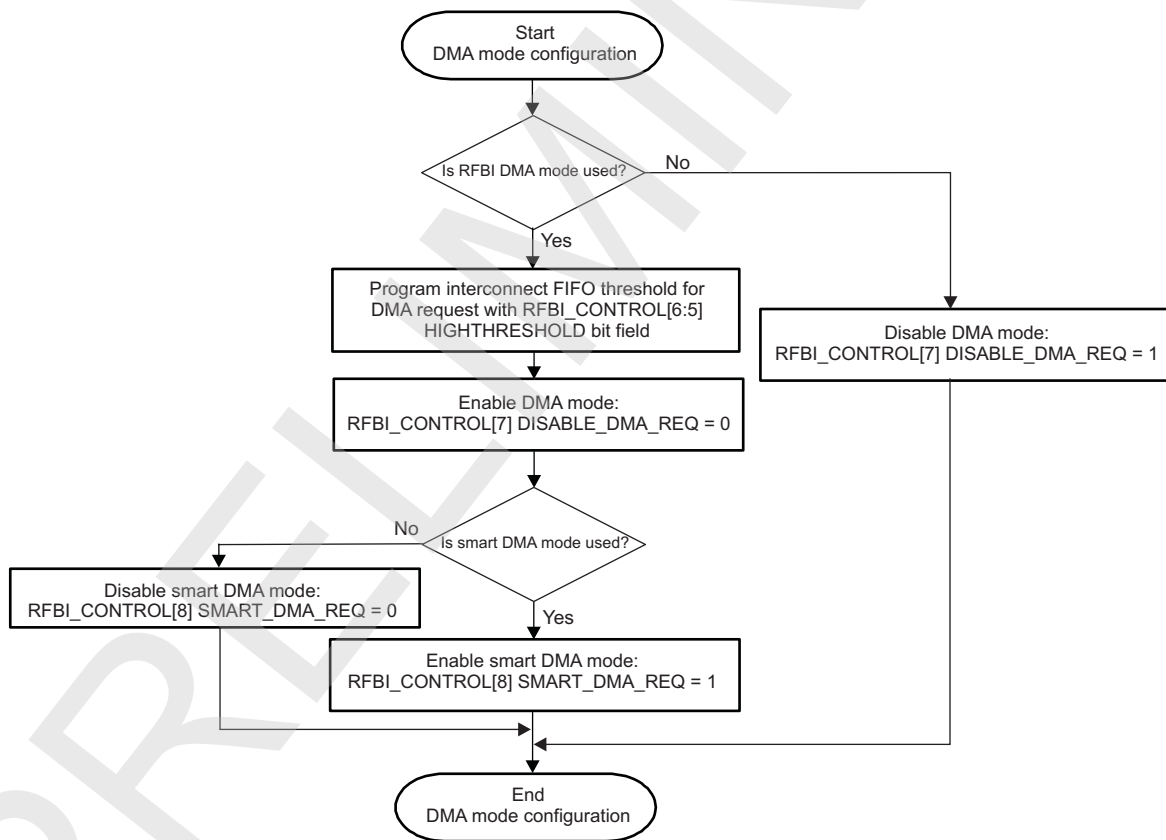 Start
DMA mode configuration
Is RFBI DMA mode used?
No
Yes
Program interconnect FIFO threshold for
DMA request with RFBI_CONTROL[6:5]
HIGHTHRESHOLD bit field
Disable DMA mode:
RFBI_CONTROL[7] DISABLE_DMA_REQ = 1
Enable DMA mode:
RFBI_CONTROL[7] DISABLE_DMA_REQ = 0
No
Is smart DMA mode used?
Disable smart DMA mode:
RFBI_CONTROL[8] SMART_DMA_REQ = 0
Yes
Enable smart DMA mode:
RFBI_CONTROL[8] SMART_DMA_REQ = 1
End
DMA mode configuration